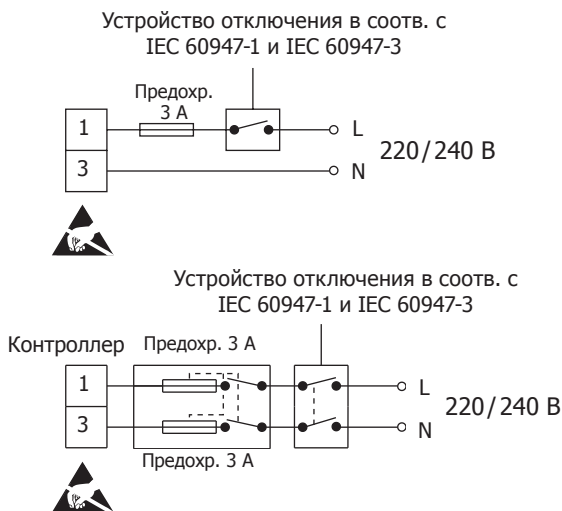 Устройство отключения в соотв. с
IEC 60947-1 и IEC 60947-3
Предохр.
3 А
1
L
220/240 В
3
N
Устройство отключения в соотв. с
IEC 60947-1 и IEC 60947-3
Контроллер
Предохр. 3 А
1
L
220/240 В
3
N
Предохр. 3 А